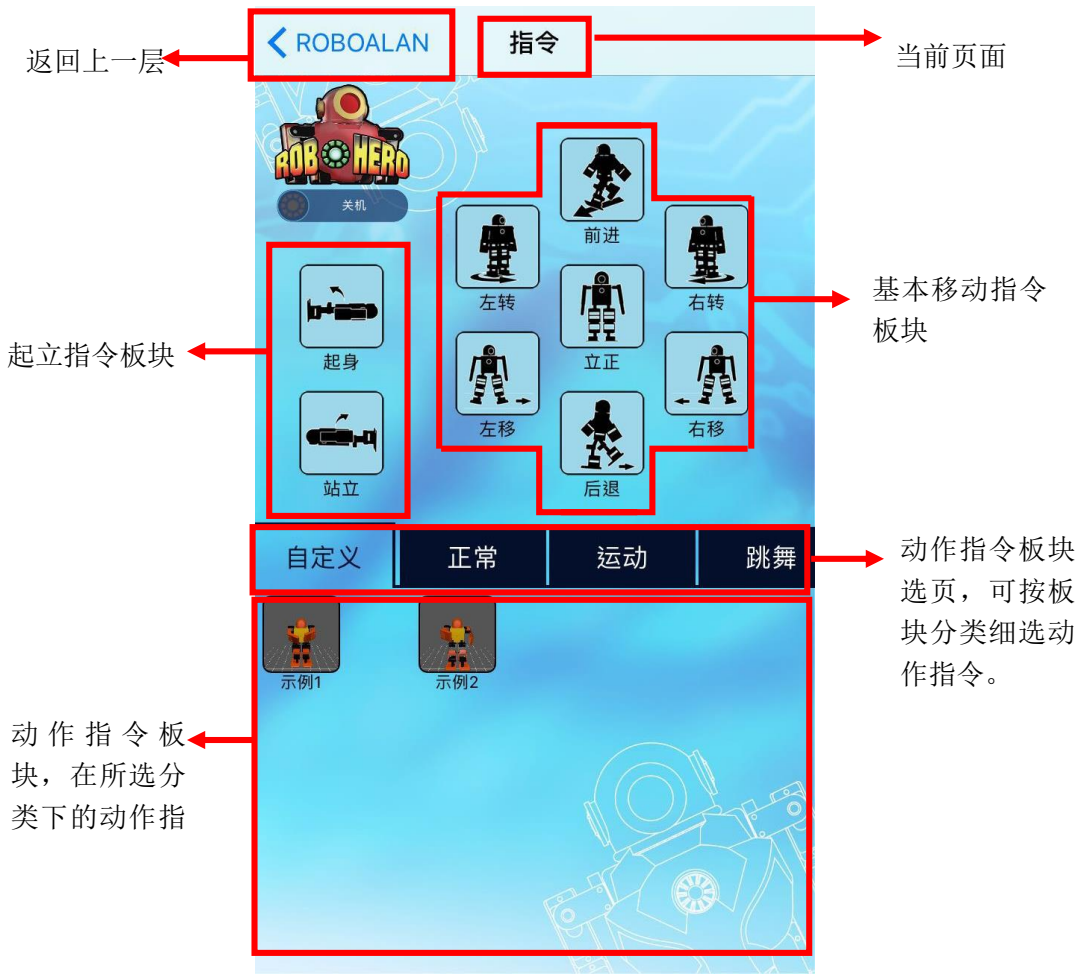 ROBOALAN
指令
返回上一层
当前页面
ROBOHERO
关机
前进
左转
右转
起身
立正
左移
右移
站立
后退
基本移动指令
板块
起立指令板块
自定义
正常
运动
跳舞
动作指令板块
选页，可按板
块分类细选动
作指令。
示例1
示例2
动作指令板
块，在所选分
类下的动作指